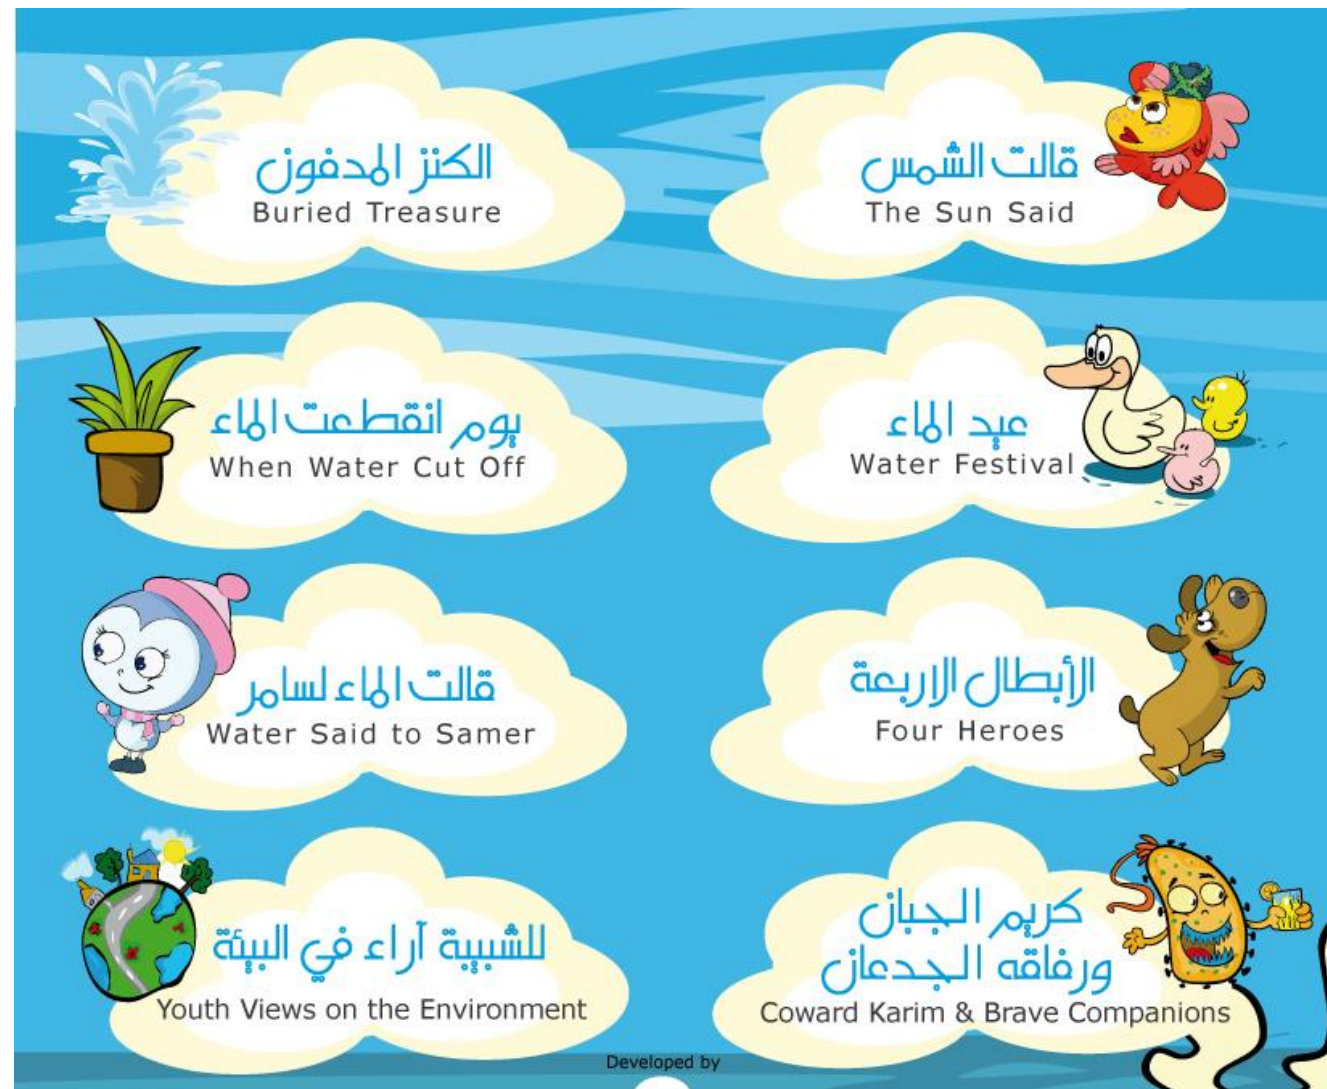 قالت الشمس
The Sun Said
الكنز المدفون
Buried Treasure
عيد الماء
Water Festival
يوم انقطعت الماء
When Water Cut Off
الأبطال الاربعة
Four Heroes
قالت الماء لسامر
Water Said to Samer
كريم الجبان
ورفاقه الجدعان
Coward Karim & Brave Companions
للشبيبة آراء في البيئة
Youth Views on the Environment
Developed by